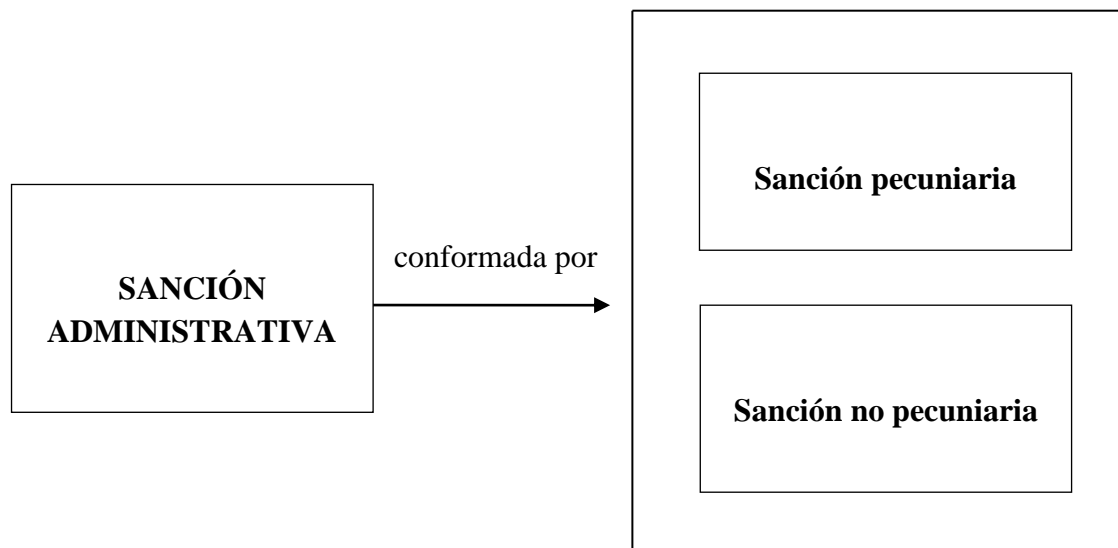 SANCIÓN
ADMINISTRATIVA
conformada por
Sanción pecuniaria
Sanción no pecuniaria